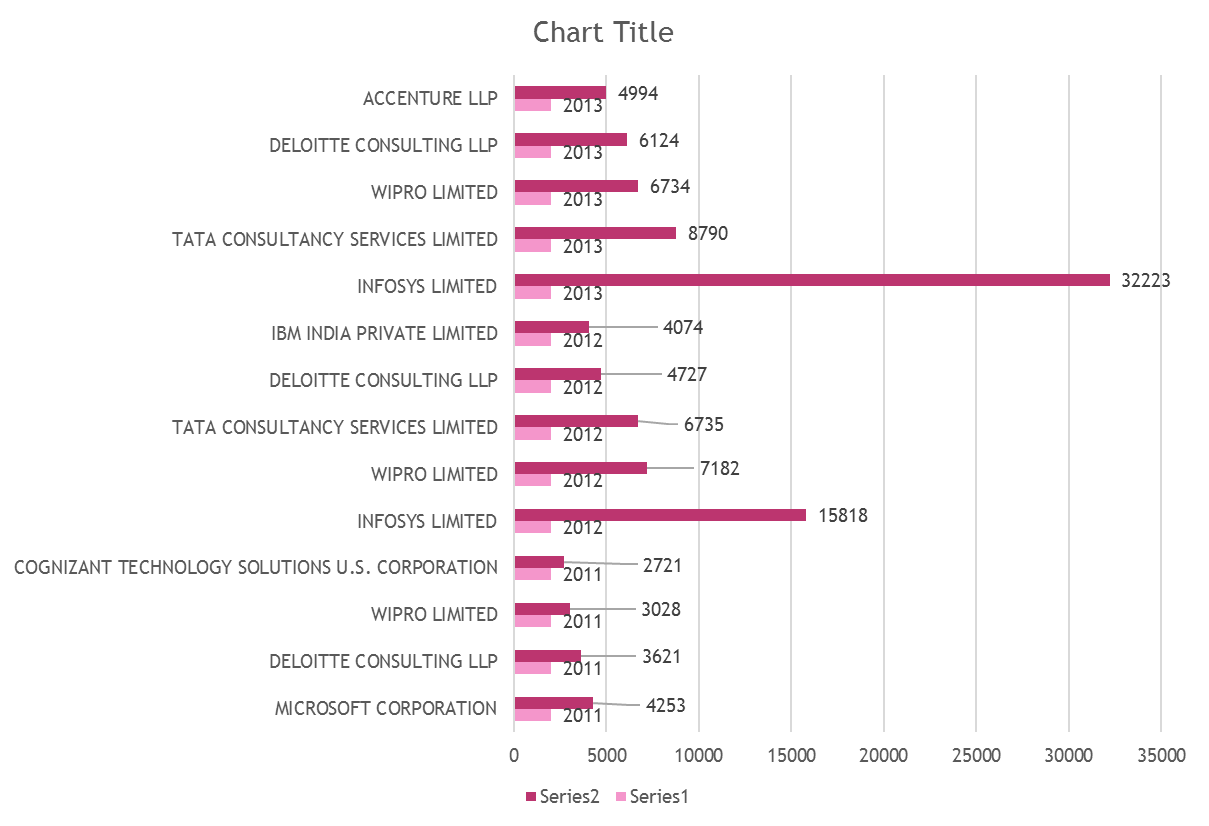 Chart Title
ACCENTURE LLP 4994
2013
DELOITTE CONSULTING LLP 6124
2013
WIPRO LIMITED 6734
2013
TATA CONSULTANCY SERVICES LIMITED 8790
2013
INFOSYS LIMITED 32223
2013
IBM INDIA PRIVATE LIMITED 4074
2012
DELOITTE CONSULTING LLP 4727
2012
TATA CONSULTANCY SERVICES LIMITED 6735
2012
WIPRO LIMITED 7182
2012
INFOSYS LIMITED 15818
2012
COGNIZANT TECHNOLOGY SOLUTIONS U.S. CORPORATION 2721
2011
WIPRO LIMITED 3028
2011
DELOITTE CONSULTING LLP 3621
2011
MICROSOFT CORPORATION 4253
2011
0 5000 10000 15000 20000 25000 30000 35000
Series2 Series1